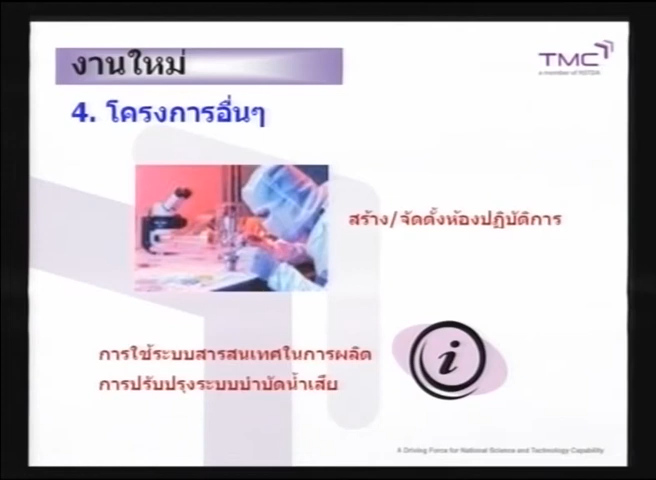 งานใหม่
TMC
a member of NSTDA
4. โครงการอื่นๆ
สร้าง/จัดตั้งห้องปฏิบัติการ
i
การใช้ระบบสารสนเทศในการผลิต
การปรับปรุงระบบบำบัดน้ำเสีย
A Driving Force for National Science and Technology Capability